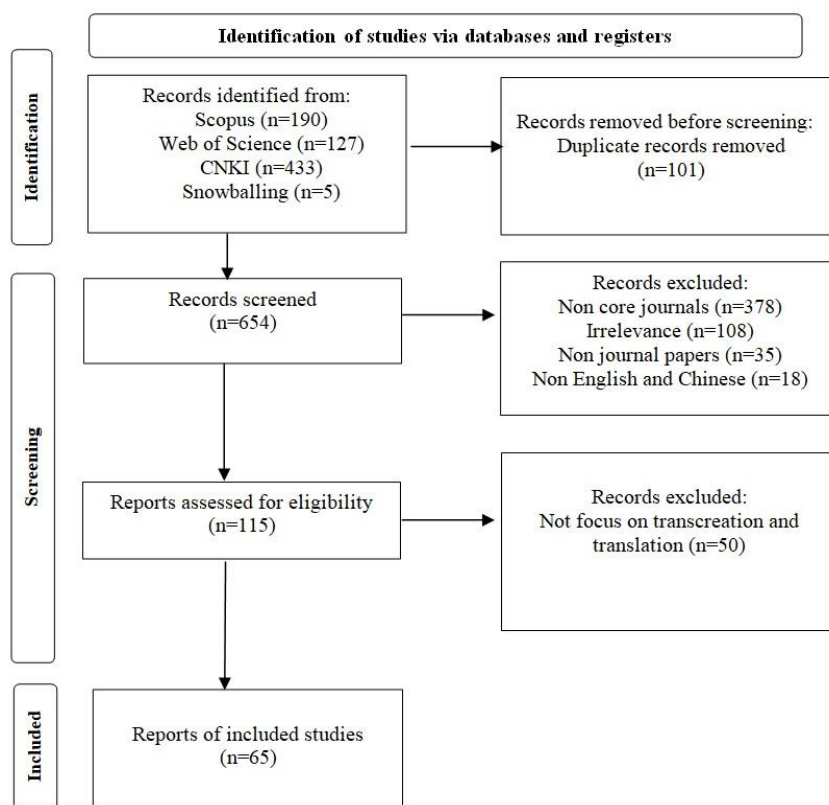 Identification of studies via databases and registers
Identification
Records identified from:
Scopus (n=190)
Web of Science (n=127)
CNKI (n=433)
Snowballing (n=5)
Records removed before screening:
Duplicate records removed
(n=101)
Screening
Records screened
(n=654)
Records excluded:
Non core journals (n=378)
Irrelevance (n=108)
Non journal papers (n=35)
Non English and Chinese (n=18)
Reports assessed for eligibility
(n=115)
Records excluded:
Not focus on transcreation and
translation (n=50)
Included
Reports of included studies
(n=65)